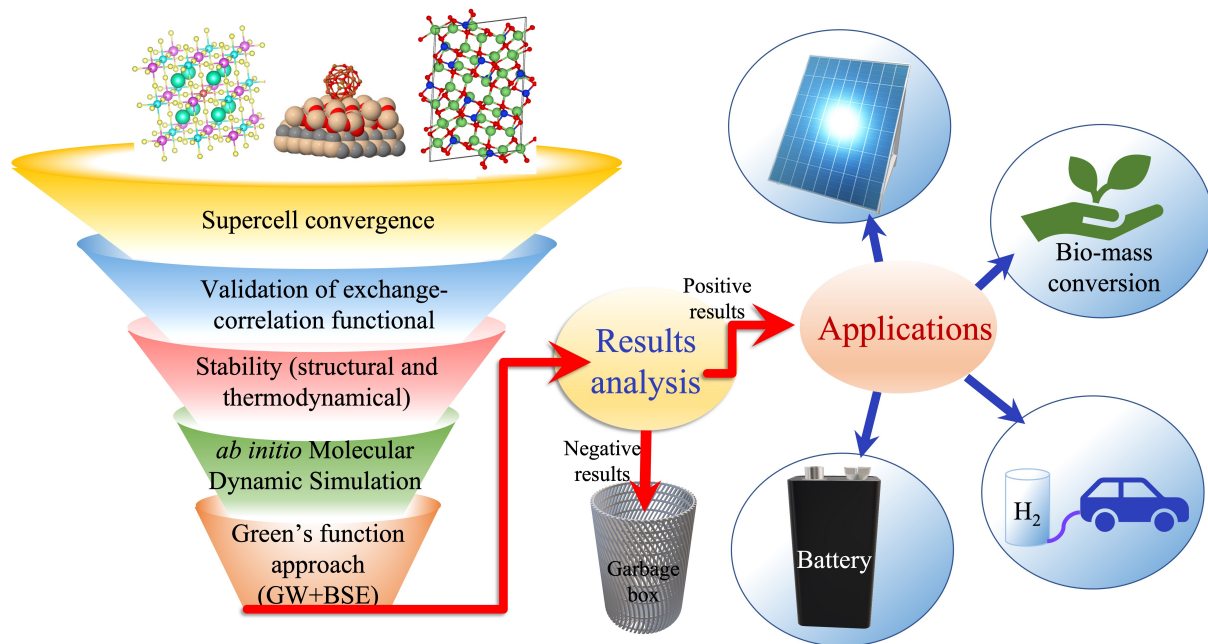 Supercell convergence
Validation of exchange-
correlation functional
Stability (structural and
thermodynamical)
ab initio Molecular
Dynamic Simulation
Green’s function
approach
(GW+BSE)
Results
analysis
Positive
results
Negative
results
Garbage
box
Applications
Bio-mass
conversion
H₂
Battery